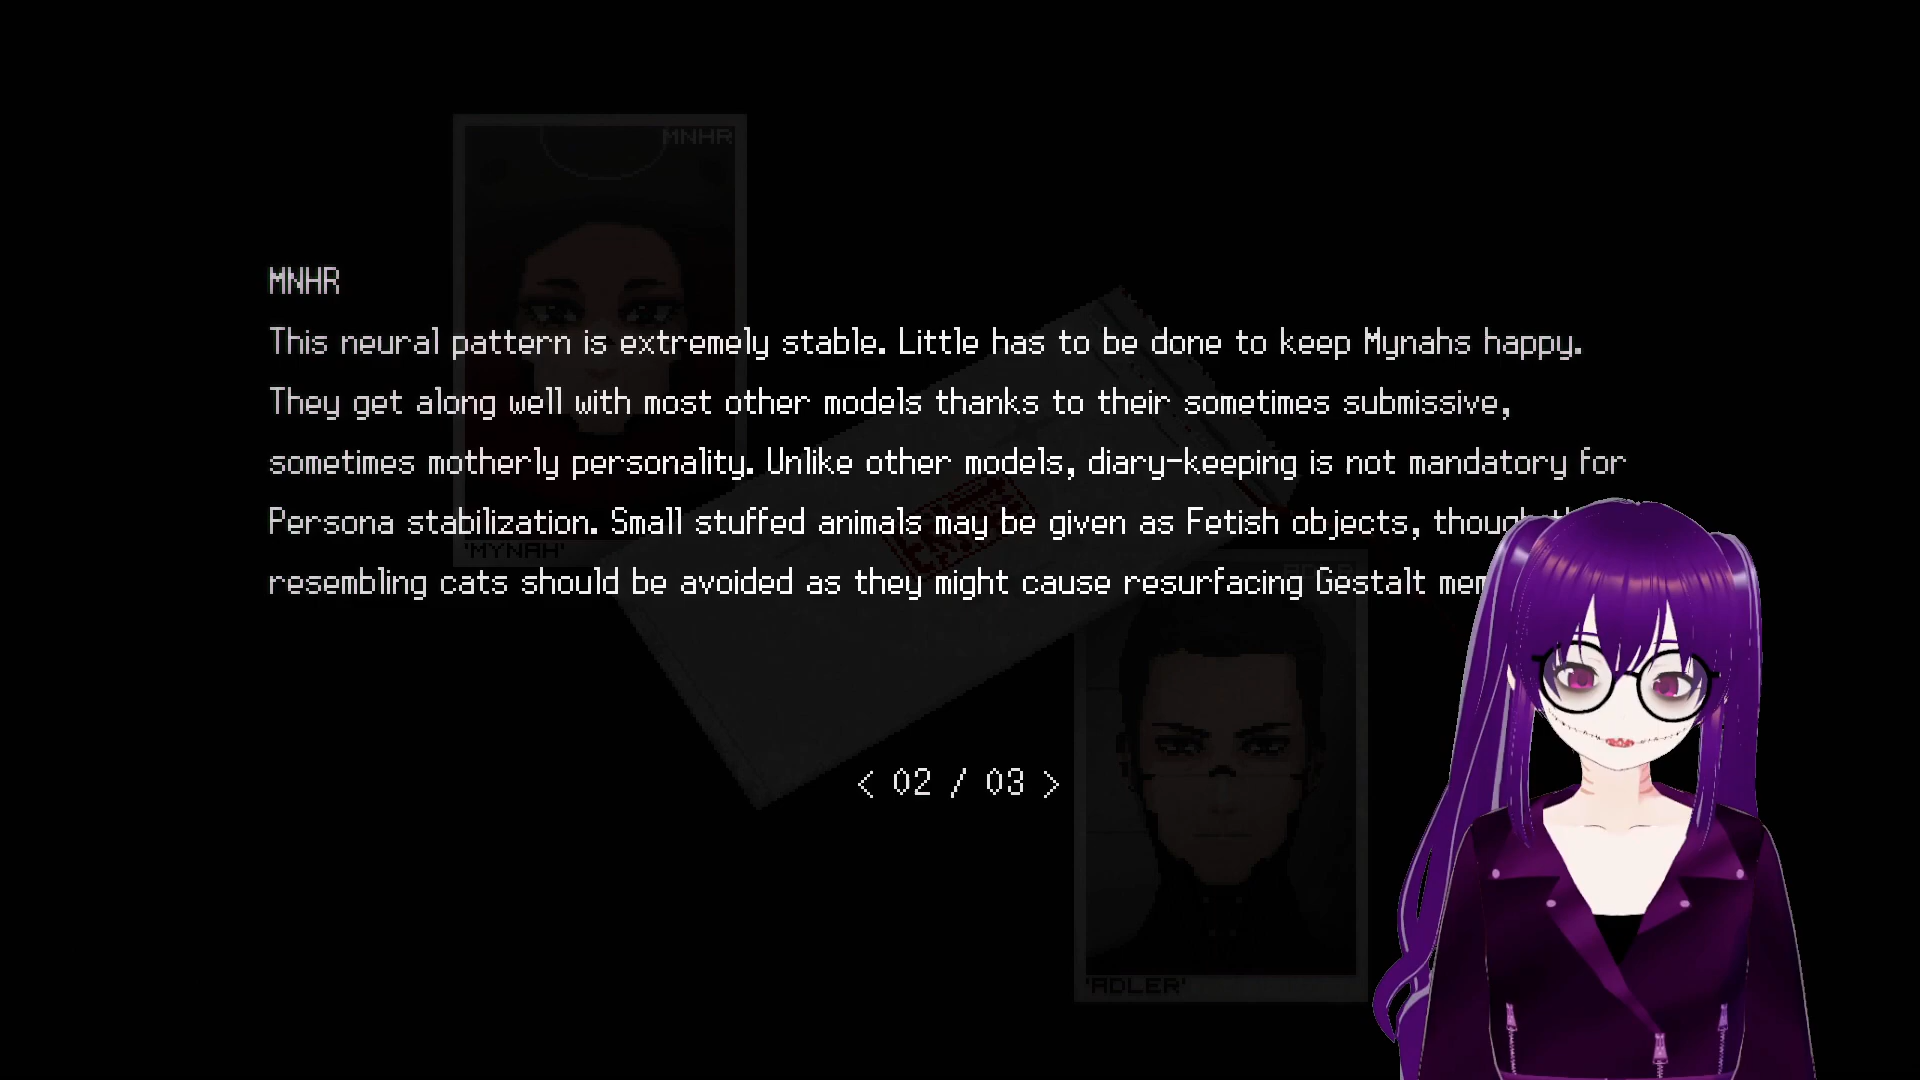 MNHR
MNHR
This neural pattern is extremely stable. Little has to be done to keep Mynahs happy.
They get along well with most other models thanks to their sometimes submissive,
sometimes motherly personality. Unlike other models, diary-keeping is not mandatory for
Persona stabilization. Small stuffed animals may be given as Fetish objects,
'MYNAH'
resembling cats should be avoided as they might cause resurfacing Gestalt
ADLR
< 02 / 03 >
'ADLER'